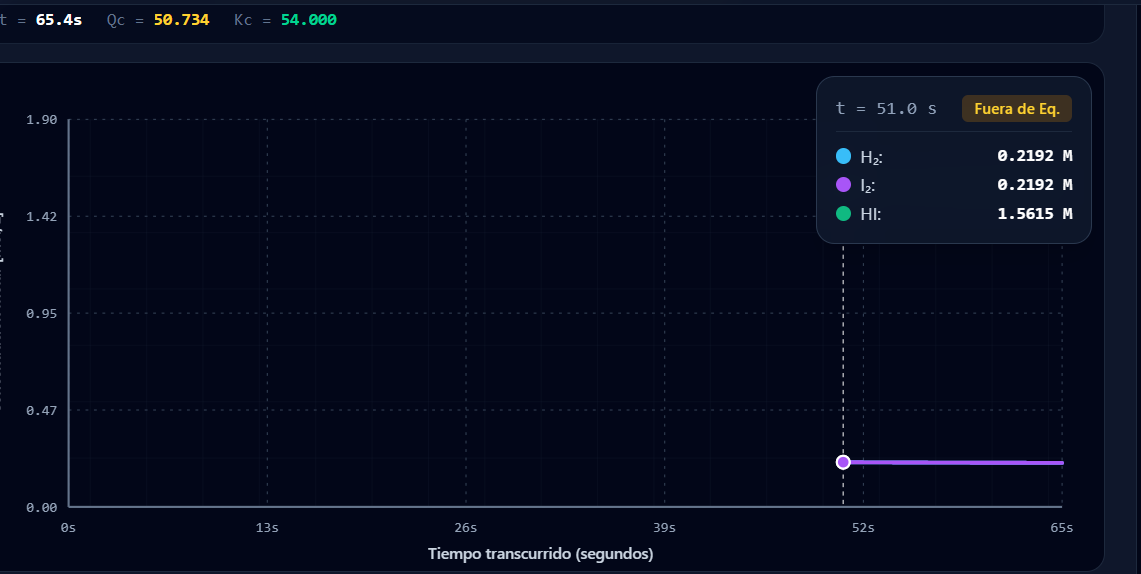 t = 65.4s Qc = 50.734 Kc = 54.000
t = 51.0 s Fuera de Eq.
H₂: 0.2192 M
I₂: 0.2192 M
HI: 1.5615 M
1.90
1.42
0.95
0.47
0.00
0s 13s 26s 39s 52s 65s
Tiempo transcurrido (segundos)